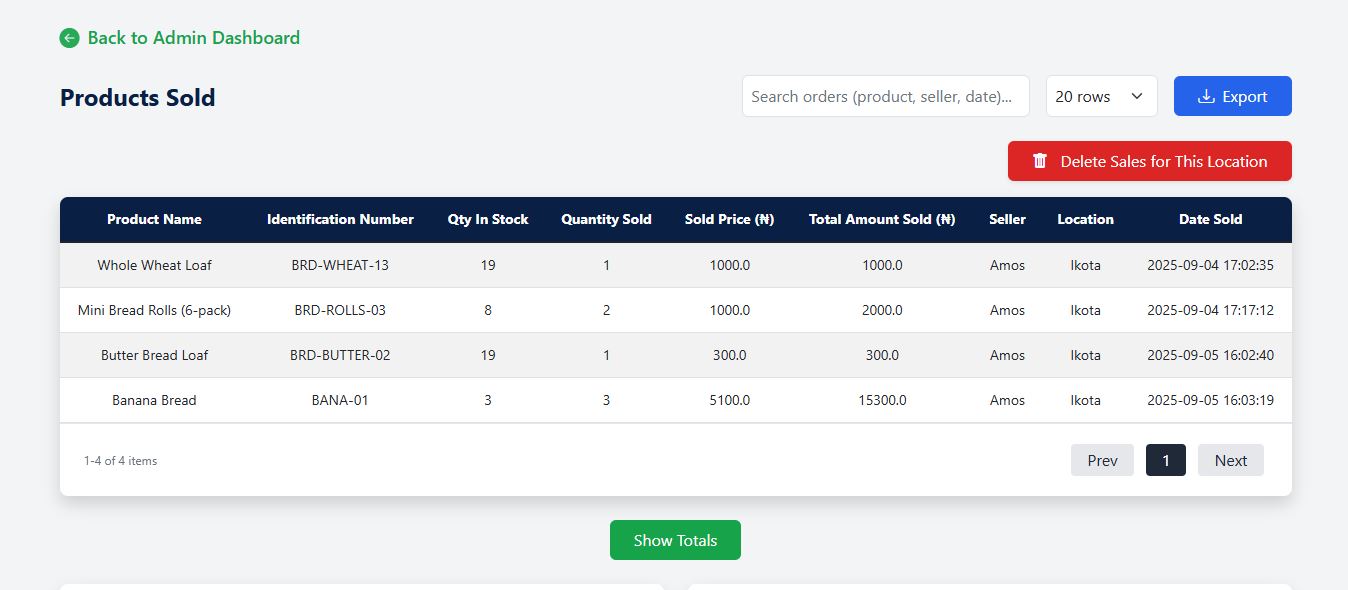 Back to Admin Dashboard
Products Sold
Search orders (product, seller, date)...
20 rows
Export
Delete Sales for This Location
Product Name Identification Number Qty In Stock Quantity Sold Sold Price (₦) Total Amount Sold (₦) Seller Location Date Sold
Whole Wheat Loaf BRD-WHEAT-13 19 1 1000.0 1000.0 Amos Ikota 2025-09-04 17:02:35
Mini Bread Rolls (6-pack) BRD-ROLLS-03 8 2 1000.0 2000.0 Amos Ikota 2025-09-04 17:17:12
Butter Bread Loaf BRD-BUTTER-02 19 1 300.0 300.0 Amos Ikota 2025-09-05 16:02:40
Banana Bread BANA-01 3 3 5100.0 15300.0 Amos Ikota 2025-09-05 16:03:19
1-4 of 4 items
Prev 1 Next
Show Totals